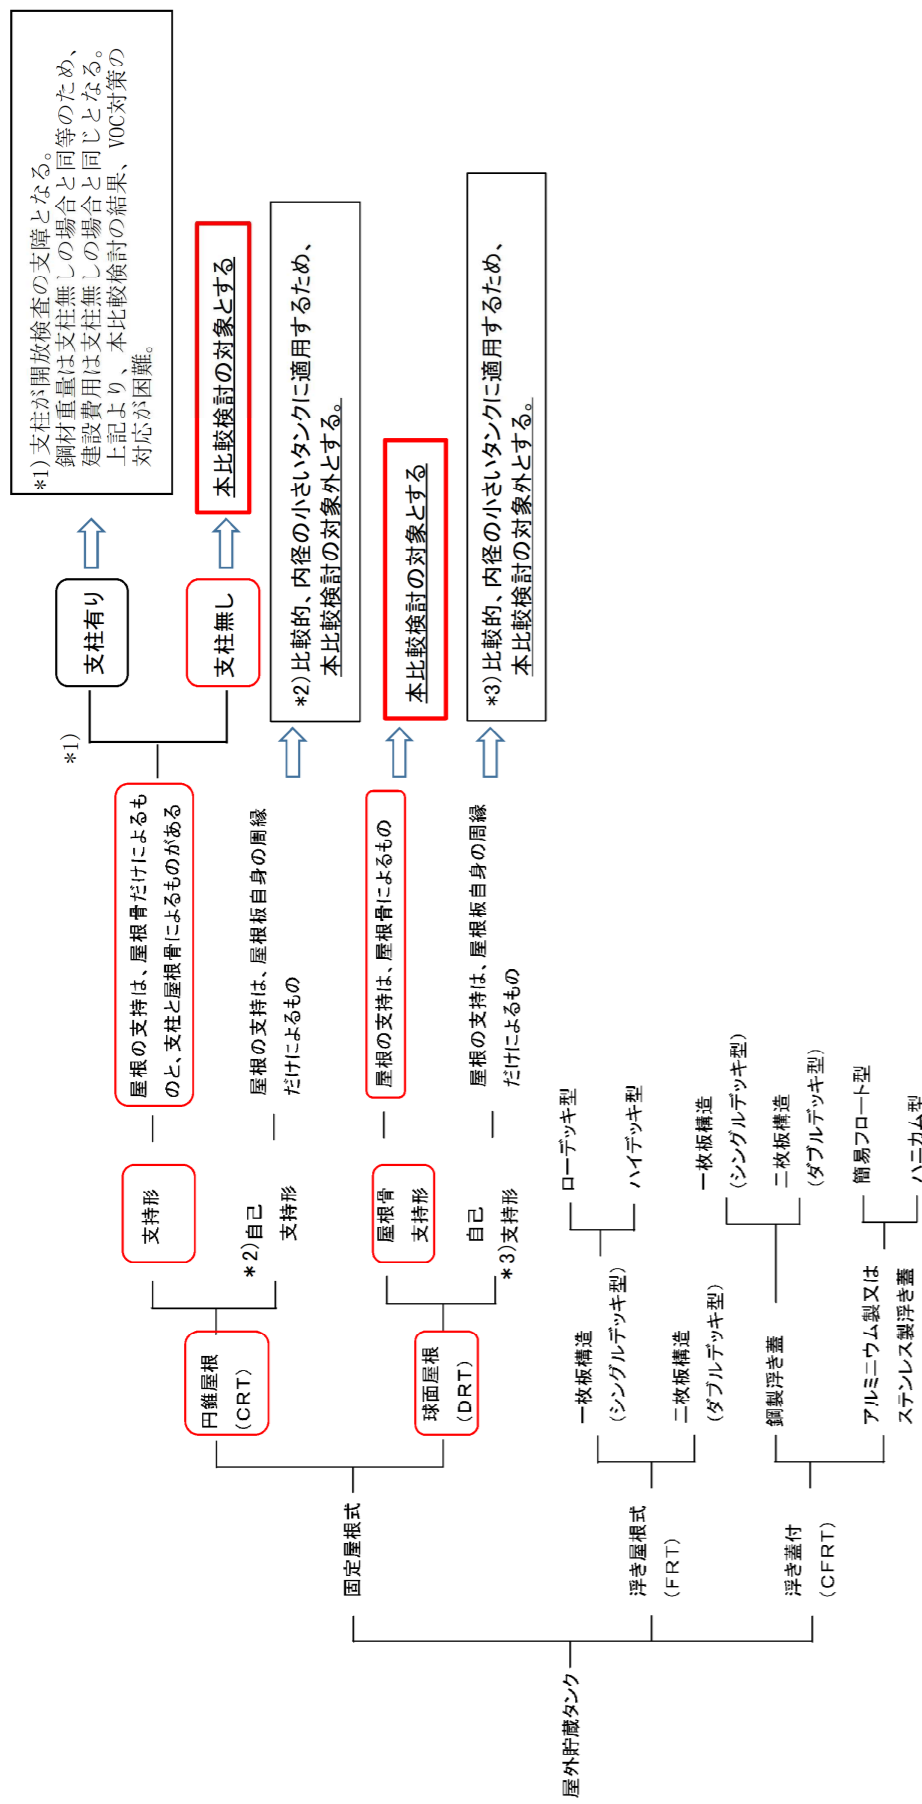 屋外貯蔵タンク
固定屋根式
円錐屋根
(CRT)
支持形
屋根の支持は、屋根骨だけによるも
のと、支柱と屋根骨によるものがある
*1)
支柱有り
*1) 支柱が開放検査の支障となる。
鋼材重量は支柱無しの場合と同等のため、
建設費用は支柱無しの場合と同じとなる。
上記より、本比較検討の結果、VOC対策の
対応が困難。
支柱無し
本比較検討の対象とする
*2)自己
支持形
屋根の支持は、屋根板自身の周縁
だけによるもの
*2)比較的、内径の小さいタンクに適用するため、
本比較検討の対象外とする。
球面屋根
(DRT)
屋根骨
支持形
屋根の支持は、屋根骨によるもの
本比較検討の対象とする
自己
*3)支持形
屋根の支持は、屋根板自身の周縁
だけによるもの
*3)比較的、内径の小さいタンクに適用するため、
本比較検討の対象外とする。
浮き屋根式
(FRT)
一枚板構造
(シングルデッキ型)
ローデッキ型
ハイデッキ型
二枚板構造
(ダブルデッキ型)
浮き蓋付
(CFRT)
鋼製浮き蓋
一枚板構造
(シングルデッキ型)
二枚板構造
(ダブルデッキ型)
アルミニウム製又は
ステンレス製浮き蓋
簡易フロート型
ハニカム型